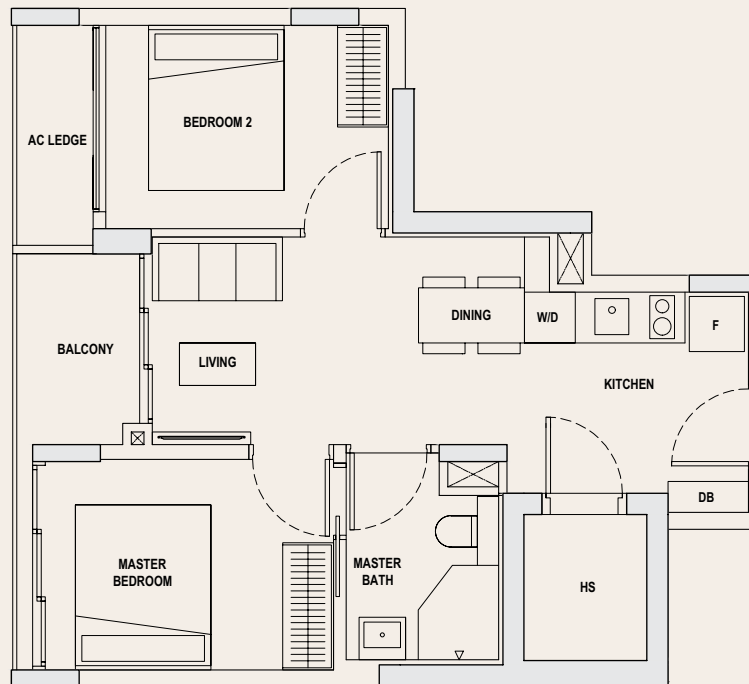 BEDROOM 2
AC LEDGE
DINING
W/D
F
BALCONY
LIVING
KITCHEN
DB
MASTER
BEDROOM
MASTER
BATH
HS